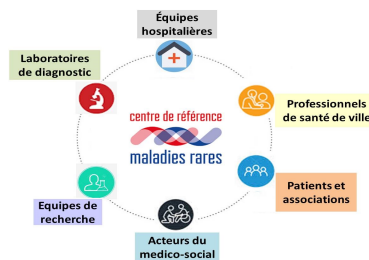 Équipes
hospitalières
Laboratoires
de diagnostic
centre de référence
maladies rares
Professionnels
de santé de ville
Patients et
associations
Equipes de
recherche
Acteurs du
medico-social